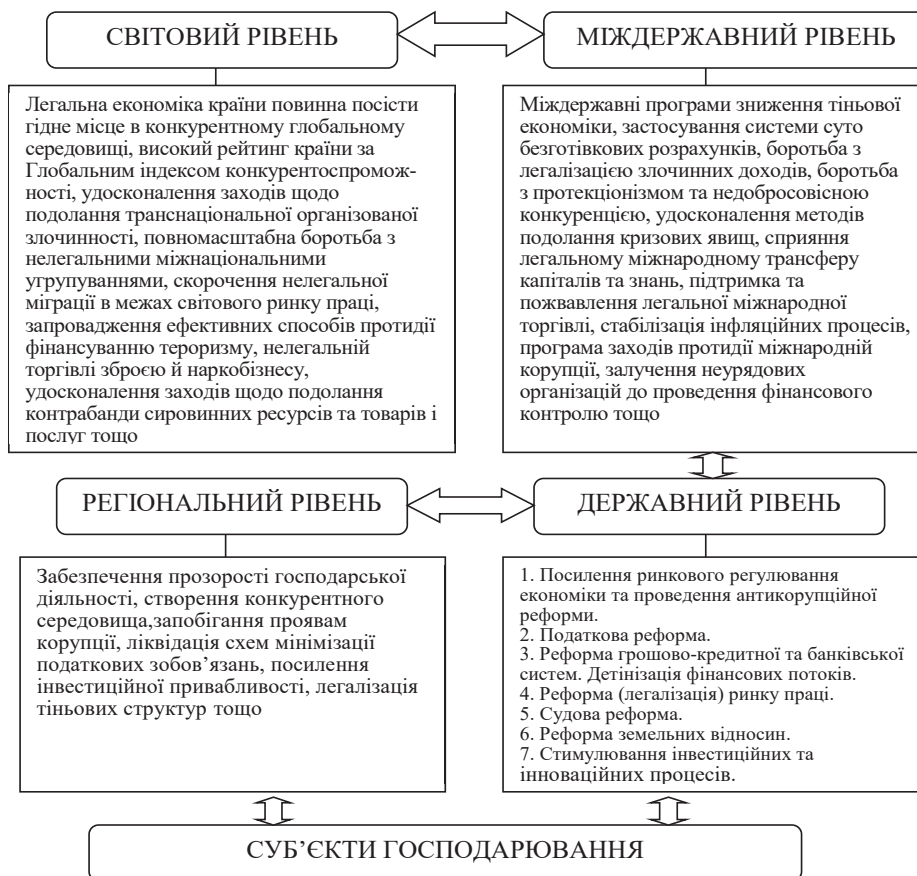 СВІТОВИЙ РІВЕНЬ
МІЖДЕРЖАВНИЙ РІВЕНЬ
Легальна економіка країни повинна посісти
гідне місце в конкурентному глобальному
середовищі, високий рейтинг країни за
Глобальним індексом конкурентоспромож-
ності, удосконалення заходів щодо
подолання транснаціональної організованої
злочинності, повномасштабна боротьба з
нелегальними міжнаціональними
угрупуваннями, скорочення нелегальної
міграції в межах світового ринку праці,
запровадження ефективних способів протидії
фінансуванню тероризму, нелегальній
торгівлі зброєю й наркобізнесу,
удосконалення заходів щодо подолання
контрабанди сировинних ресурсів та товарів і
послуг тощо
Міждержавні програми зниження тіньової
економіки, застосування системи суто
безготівкових розрахунків, боротьба з
легалізацією злочинних доходів, боротьба
з протекціонізмом та недобросовісною
конкуренцією, удосконалення методів
подолання кризових явищ, сприяння
легальному міжнародному трансферу
капіталів та знань, підтримка та
пожвавлення легальної міжнародної
торгівлі, стабілізація інфляційних процесів,
програма заходів протидії міжнародній
корупції, залучення неурядових
організацій до проведення фінансового
контролю тощо
РЕГІОНАЛЬНИЙ РІВЕНЬ
ДЕРЖАВНИЙ РІВЕНЬ
Забезпечення прозорості господарської
діяльності, створення конкурентного
середовища,запобігання проявам
корупції, ліквідація схем мінімізації
податкових зобов’язань, посилення
інвестиційної привабливості, легалізація
тіньових структур тощо
1. Посилення ринкового регулювання
економіки та проведення антикорупційної
реформи.
2. Податкова реформа.
3. Реформа грошово-кредитної та банківської
систем. Детінізація фінансових потоків.
4. Реформа (легалізація) ринку праці.
5. Судова реформа.
6. Реформа земельних відносин.
7. Стимулювання інвестиційних та
інноваційних процесів.
СУБ’ЄКТИ ГОСПОДАРЮВАННЯ